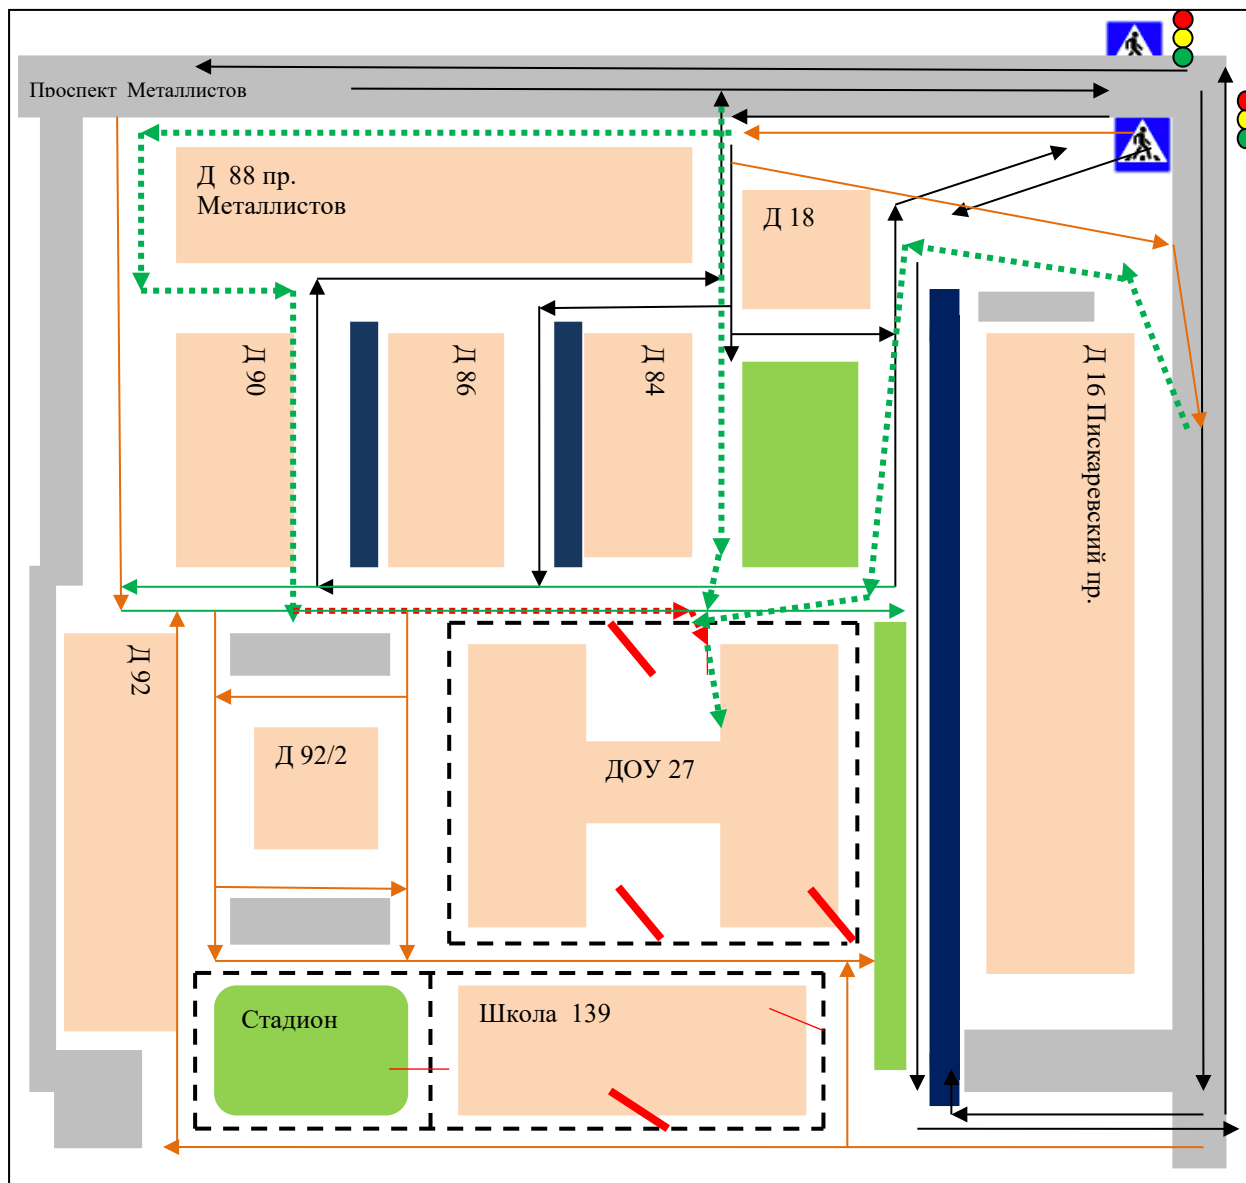 Проспект Металлистов
Д 88 пр.
Металлистов
Д 18
Д 90
Д 86
Д 84
Д 16 Пискаревский пр.
Д 92
Д 92/2
ДОУ 27
Стадион
Школа 139